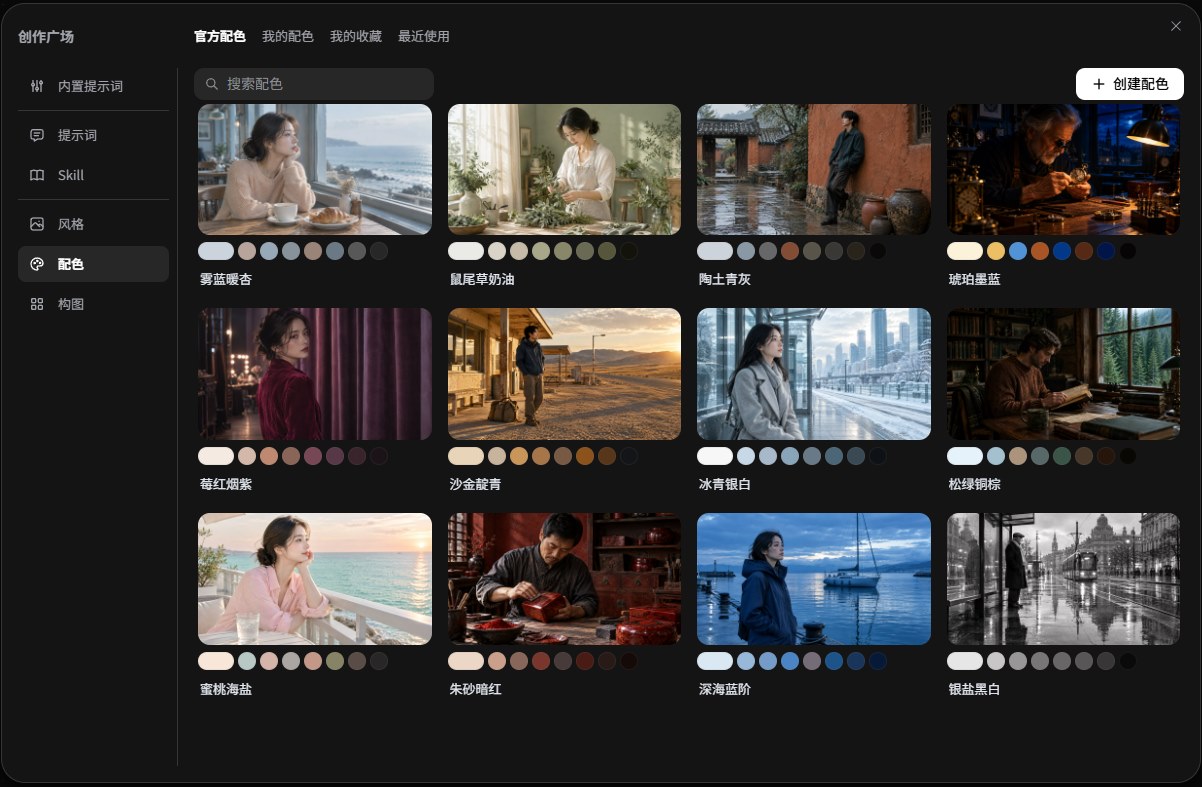 创作广场
官方配色 我的配色 我的收藏 最近使用
内置提示词
提示词
Skill
风格
配色
构图
搜索配色
创建配色
雾蓝暖杏
鼠尾草奶油
陶土青灰
琥珀墨蓝
莓红烟紫
沙金靛青
冰青银白
松绿铜棕
蜜桃海盐
朱砂暗红
深海蓝阶
银盐黑白